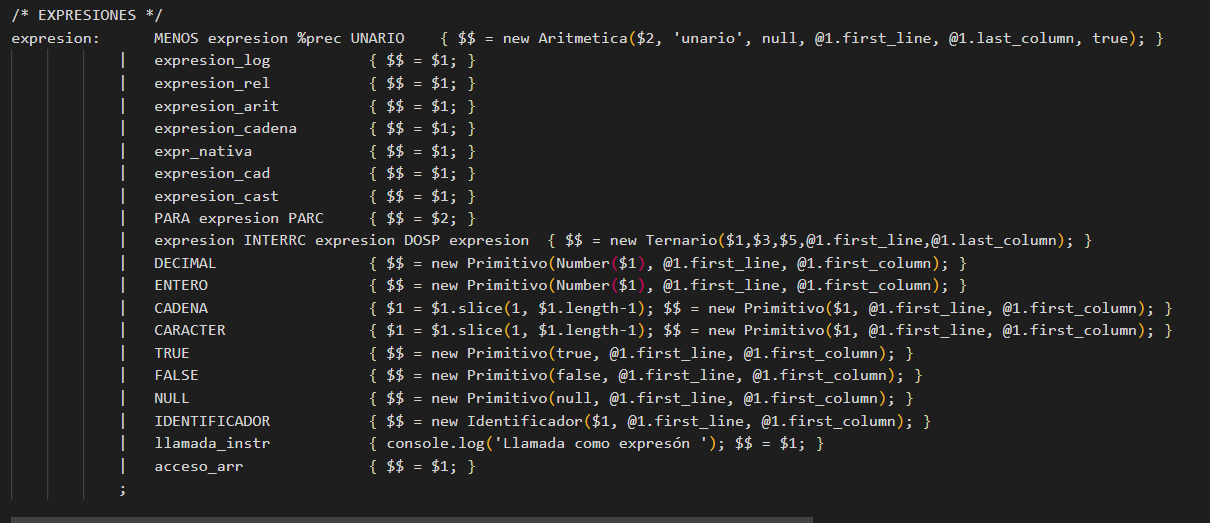 /* EXPRESIONES */
expresion: MENOS expresion %prec UNARIO { $$ = new Aritmetica($2, 'unario', null, @1.first_line, @1.last_column, true); }
| expresion_log { $$ = $1; }
| expresion_rel { $$ = $1; }
| expresion_arit { $$ = $1; }
| expresion_cadena { $$ = $1; }
| expr_nativa { $$ = $1; }
| expresion_cad { $$ = $1; }
| expresion_cast { $$ = $1; }
| PARA expresion PARC { $$ = $2; }
| expresion INTERRC expresion DOSP expresion { $$ = new Ternario($1,$3,$5,@1.first_line,@1.last_column); }
| DECIMAL { $$ = new Primitivo(Number($1), @1.first_line, @1.first_column); }
| ENTERO { $$ = new Primitivo(Number($1), @1.first_line, @1.first_column); }
| CADENA { $1 = $1.slice(1, $1.length-1); $$ = new Primitivo($1, @1.first_line, @1.first_column); }
| CARACTER { $1 = $1.slice(1, $1.length-1); $$ = new Primitivo($1, @1.first_line, @1.first_column); }
| TRUE { $$ = new Primitivo(true, @1.first_line, @1.first_column); }
| FALSE { $$ = new Primitivo(false, @1.first_line, @1.first_column); }
| NULL { $$ = new Primitivo(null, @1.first_line, @1.first_column); }
| IDENTIFICADOR { $$ = new Identificador($1, @1.first_line, @1.first_column); }
| llamada_instr { console.log('Llamada como expresón '); $$ = $1; }
| acceso_arr { $$ = $1; }
;